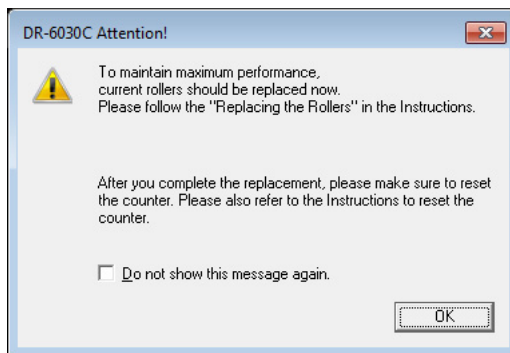 DR-6030C Attention!
To maintain maximum performance,
current rollers should be replaced now.
Please follow the "Replacing the Rollers" in the Instructions.
After you complete the replacement, please make sure to reset
the counter. Please also refer to the Instructions to reset the
counter.
Do not show this message again.
OK